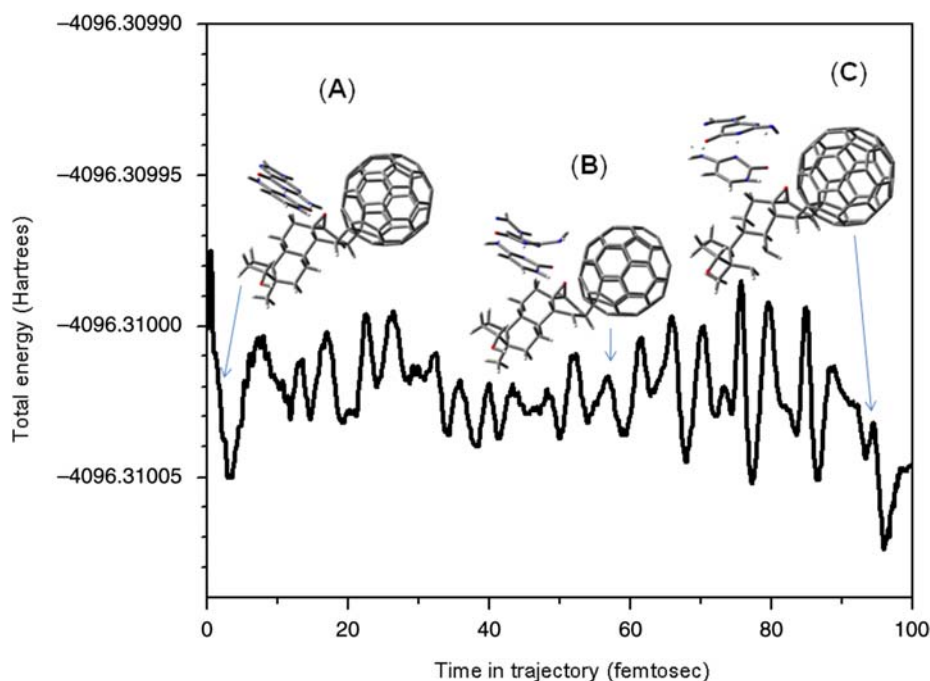 −4096.30990
(A)
(C)
−4096.30995
(B)
−4096.31000
−4096.31005
Total energy (Hartrees)
0
20
40
60
80
100
Time in trajectory (femtosec)